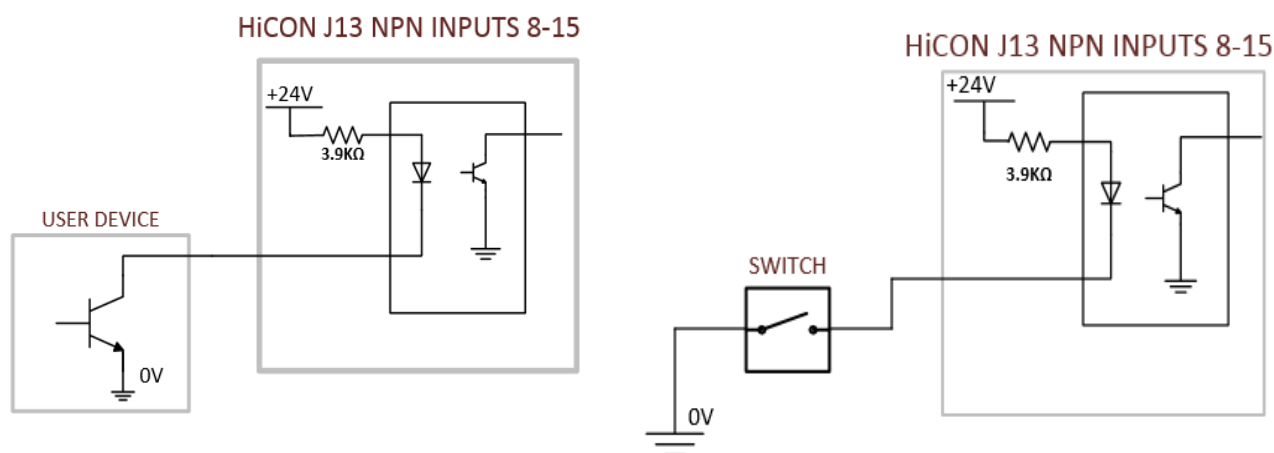 HiCON J13 NPN INPUTS 8-15
+24V
3.9KΩ
USER DEVICE
0V
HiCON J13 NPN INPUTS 8-15
+24V
3.9KΩ
SWITCH
0V